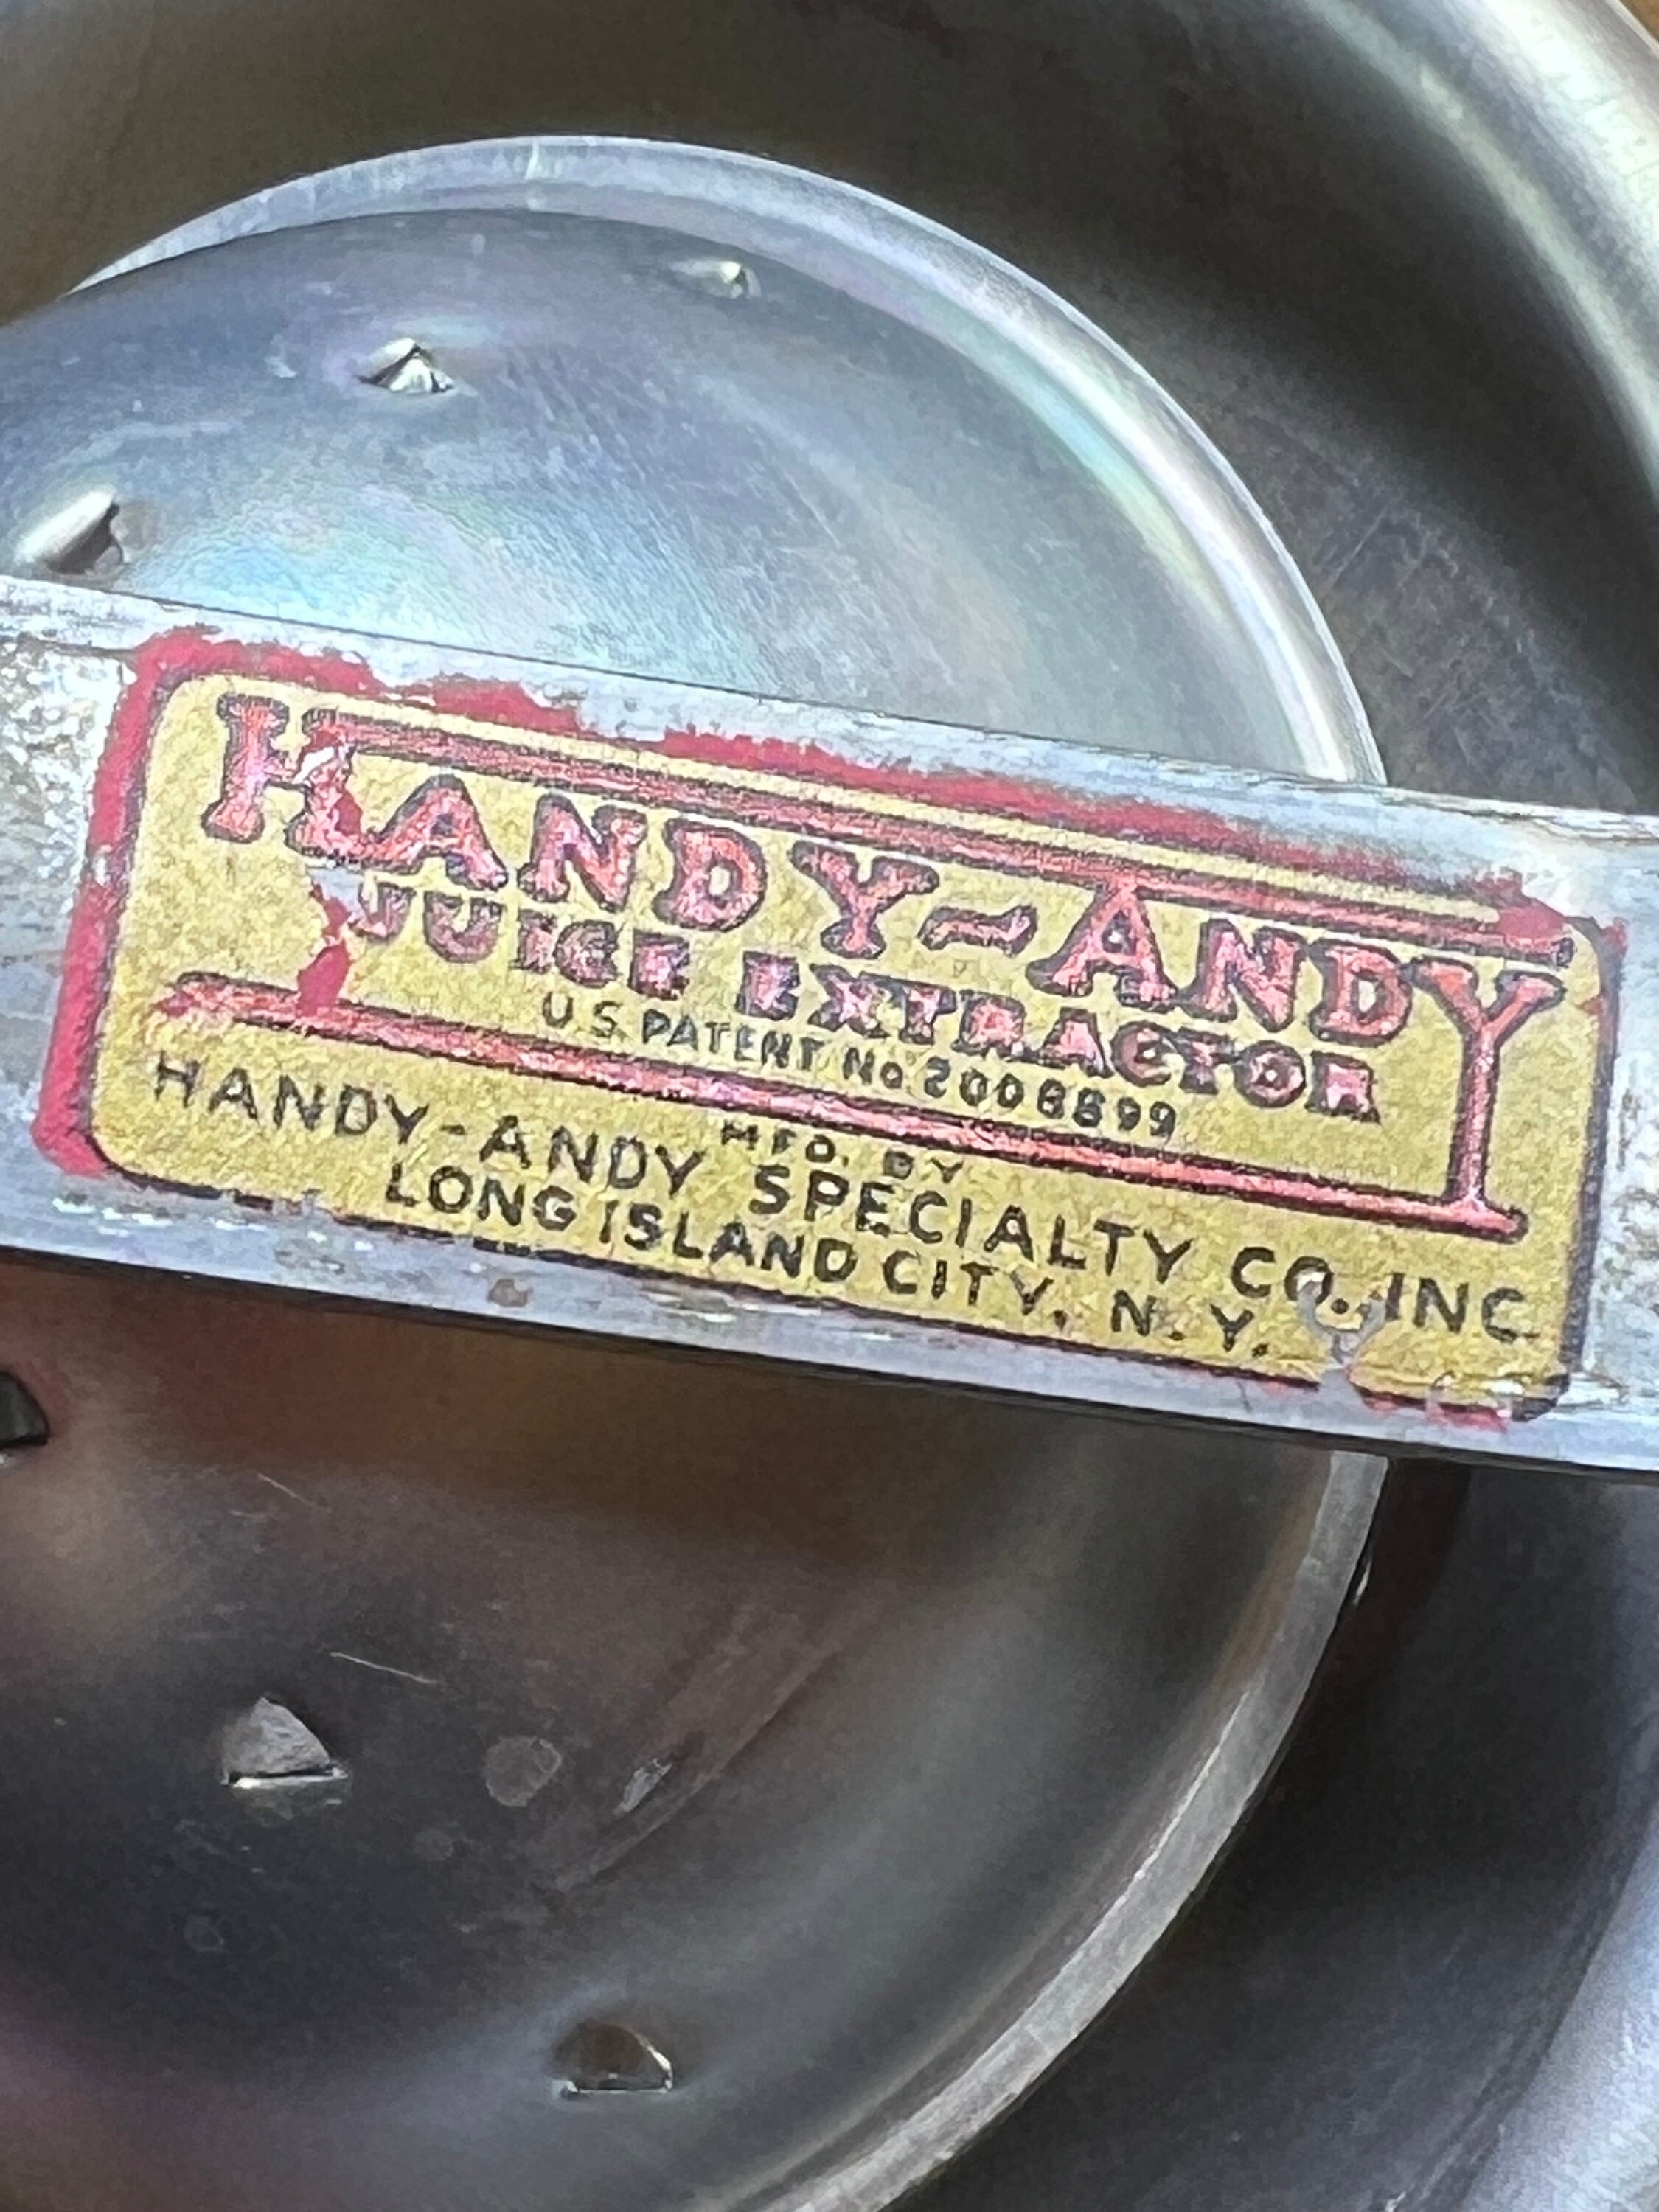 HANDY-ANDY
JUICE EXTRACTOR
U.S. PATENT No. 2008899
MFD. BY
HANDY-ANDY SPECIALTY CO. INC
LONG ISLAND CITY, N.Y.